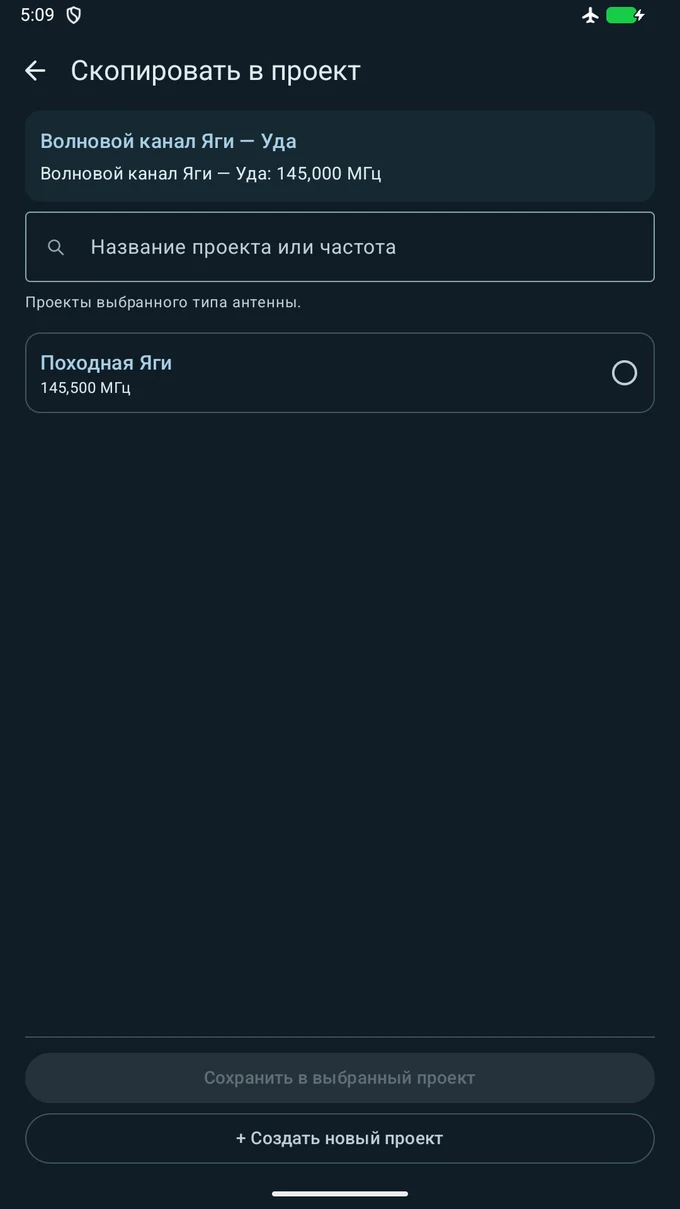 5:09
Скопировать в проект
Волновой канал Яги — Уда
Волновой канал Яги — Уда: 145,000 МГц
Название проекта или частота
Проекты выбранного типа антенны.
Походная Яги
145,500 МГц
Сохранить в выбранный проект
+ Создать новый проект